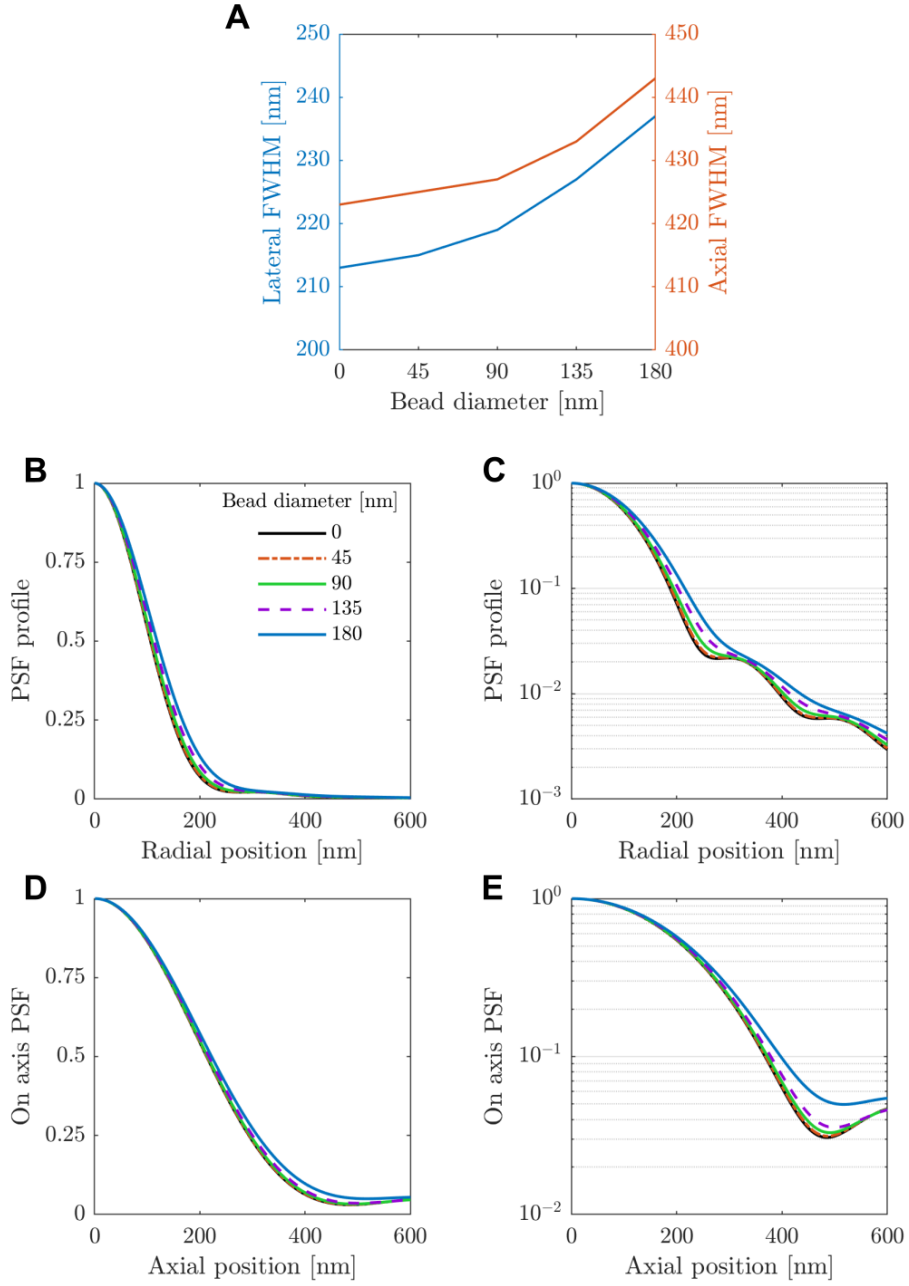 A
250
240
230
220
210
200
Lateral FWHM [nm]
450
440
430
420
410
400
Axial FWHM [nm]
0 45 90 135 180
Bead diameter [nm]
B
1
0.75
0.5
0.25
0
PSF profile
Bead diameter [nm]
0
45
90
135
180
0 200 400 600
Radial position [nm]
C
10⁰
10⁻¹
10⁻²
10⁻³
PSF profile
0 200 400 600
Radial position [nm]
D
1
0.75
0.5
0.25
0
On axis PSF
0 200 400 600
Axial position [nm]
E
10⁰
10⁻¹
10⁻²
On axis PSF
0 200 400 600
Axial position [nm]